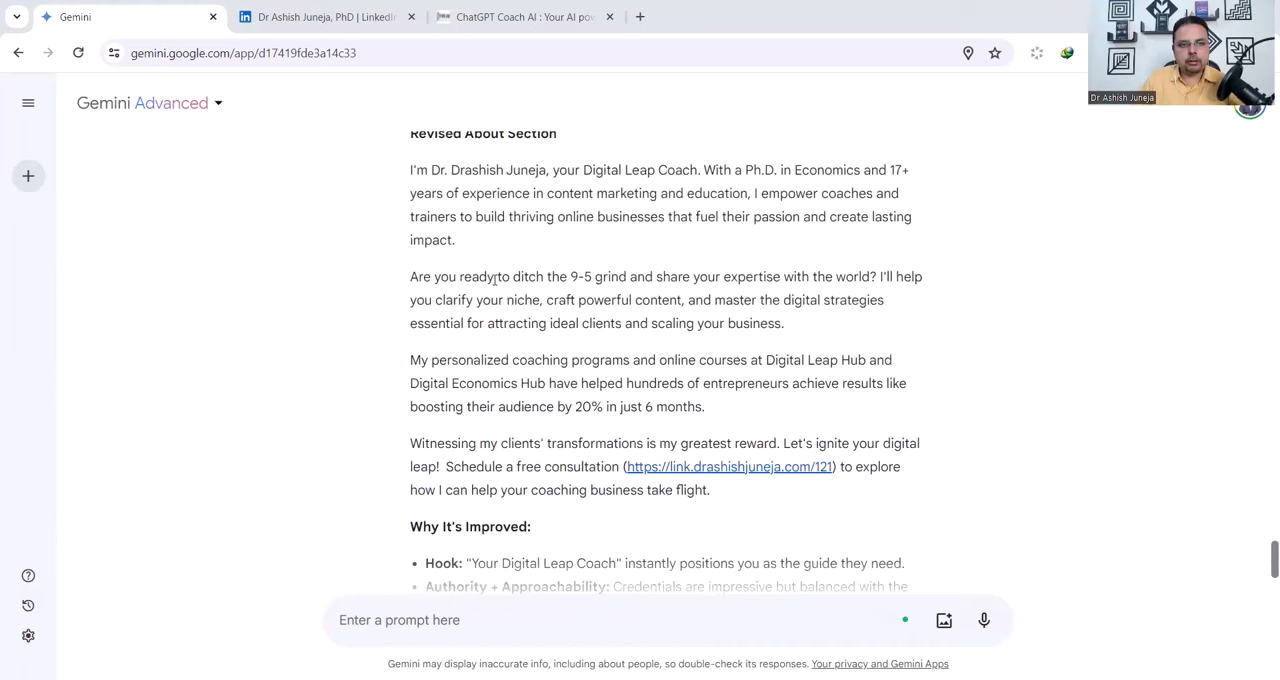 Gemini
Dr Ashish Juneja, PhD | LinkedIn
ChatGPT Coach AI : Your AI pow
gemini.google.com/app/d17419fde3a14c33
Dr Ashish Juneja
Gemini Advanced
Revised About Section
I'm Dr. Drashish Juneja, your Digital Leap Coach. With a Ph.D. in Economics and 17+
years of experience in content marketing and education, I empower coaches and
trainers to build thriving online businesses that fuel their passion and create lasting
impact.
Are you ready to ditch the 9-5 grind and share your expertise with the world? I'll help
you clarify your niche, craft powerful content, and master the digital strategies
essential for attracting ideal clients and scaling your business.
My personalized coaching programs and online courses at Digital Leap Hub and
Digital Economics Hub have helped hundreds of entrepreneurs achieve results like
boosting their audience by 20% in just 6 months.
Witnessing my clients' transformations is my greatest reward. Let's ignite your digital
leap! Schedule a free consultation (https://link.drashishjuneja.com/121) to explore
how I can help your coaching business take flight.
Why It's Improved:
• Hook: "Your Digital Leap Coach" instantly positions you as the guide they need.
• Authority + Approachability: Credentials are impressive but balanced with the
Enter a prompt here
Gemini may display inaccurate info, including about people, so double-check its responses. Your privacy and Gemini Apps